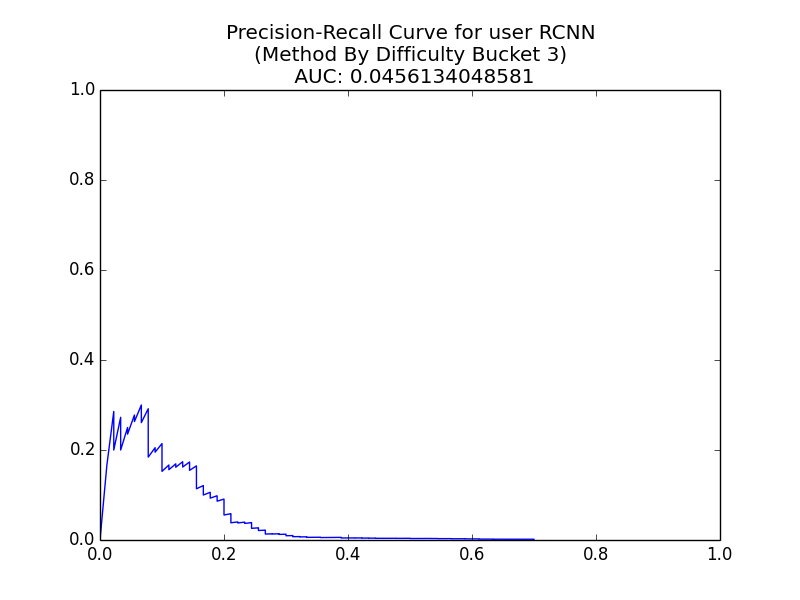 Precision-Recall Curve for user RCNN
(Method By Difficulty Bucket 3)
AUC: 0.0456134048581
1.0
0.8
0.6
0.4
0.2
0.0
0.0 0.2 0.4 0.6 0.8 1.0